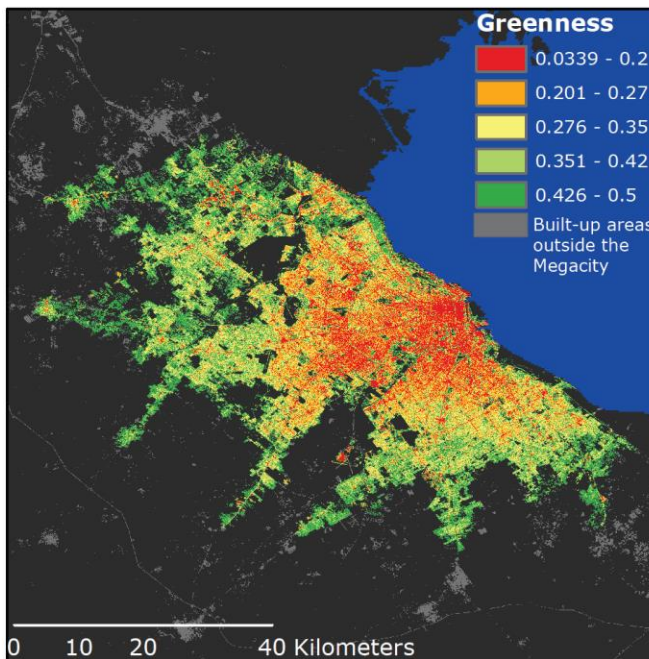 Greenness
0.0339 - 0.2
0.201 - 0.27
0.276 - 0.35
0.351 - 0.42
0.426 - 0.5
Built-up areas
outside the
Megacity
0 10 20 40 Kilometers